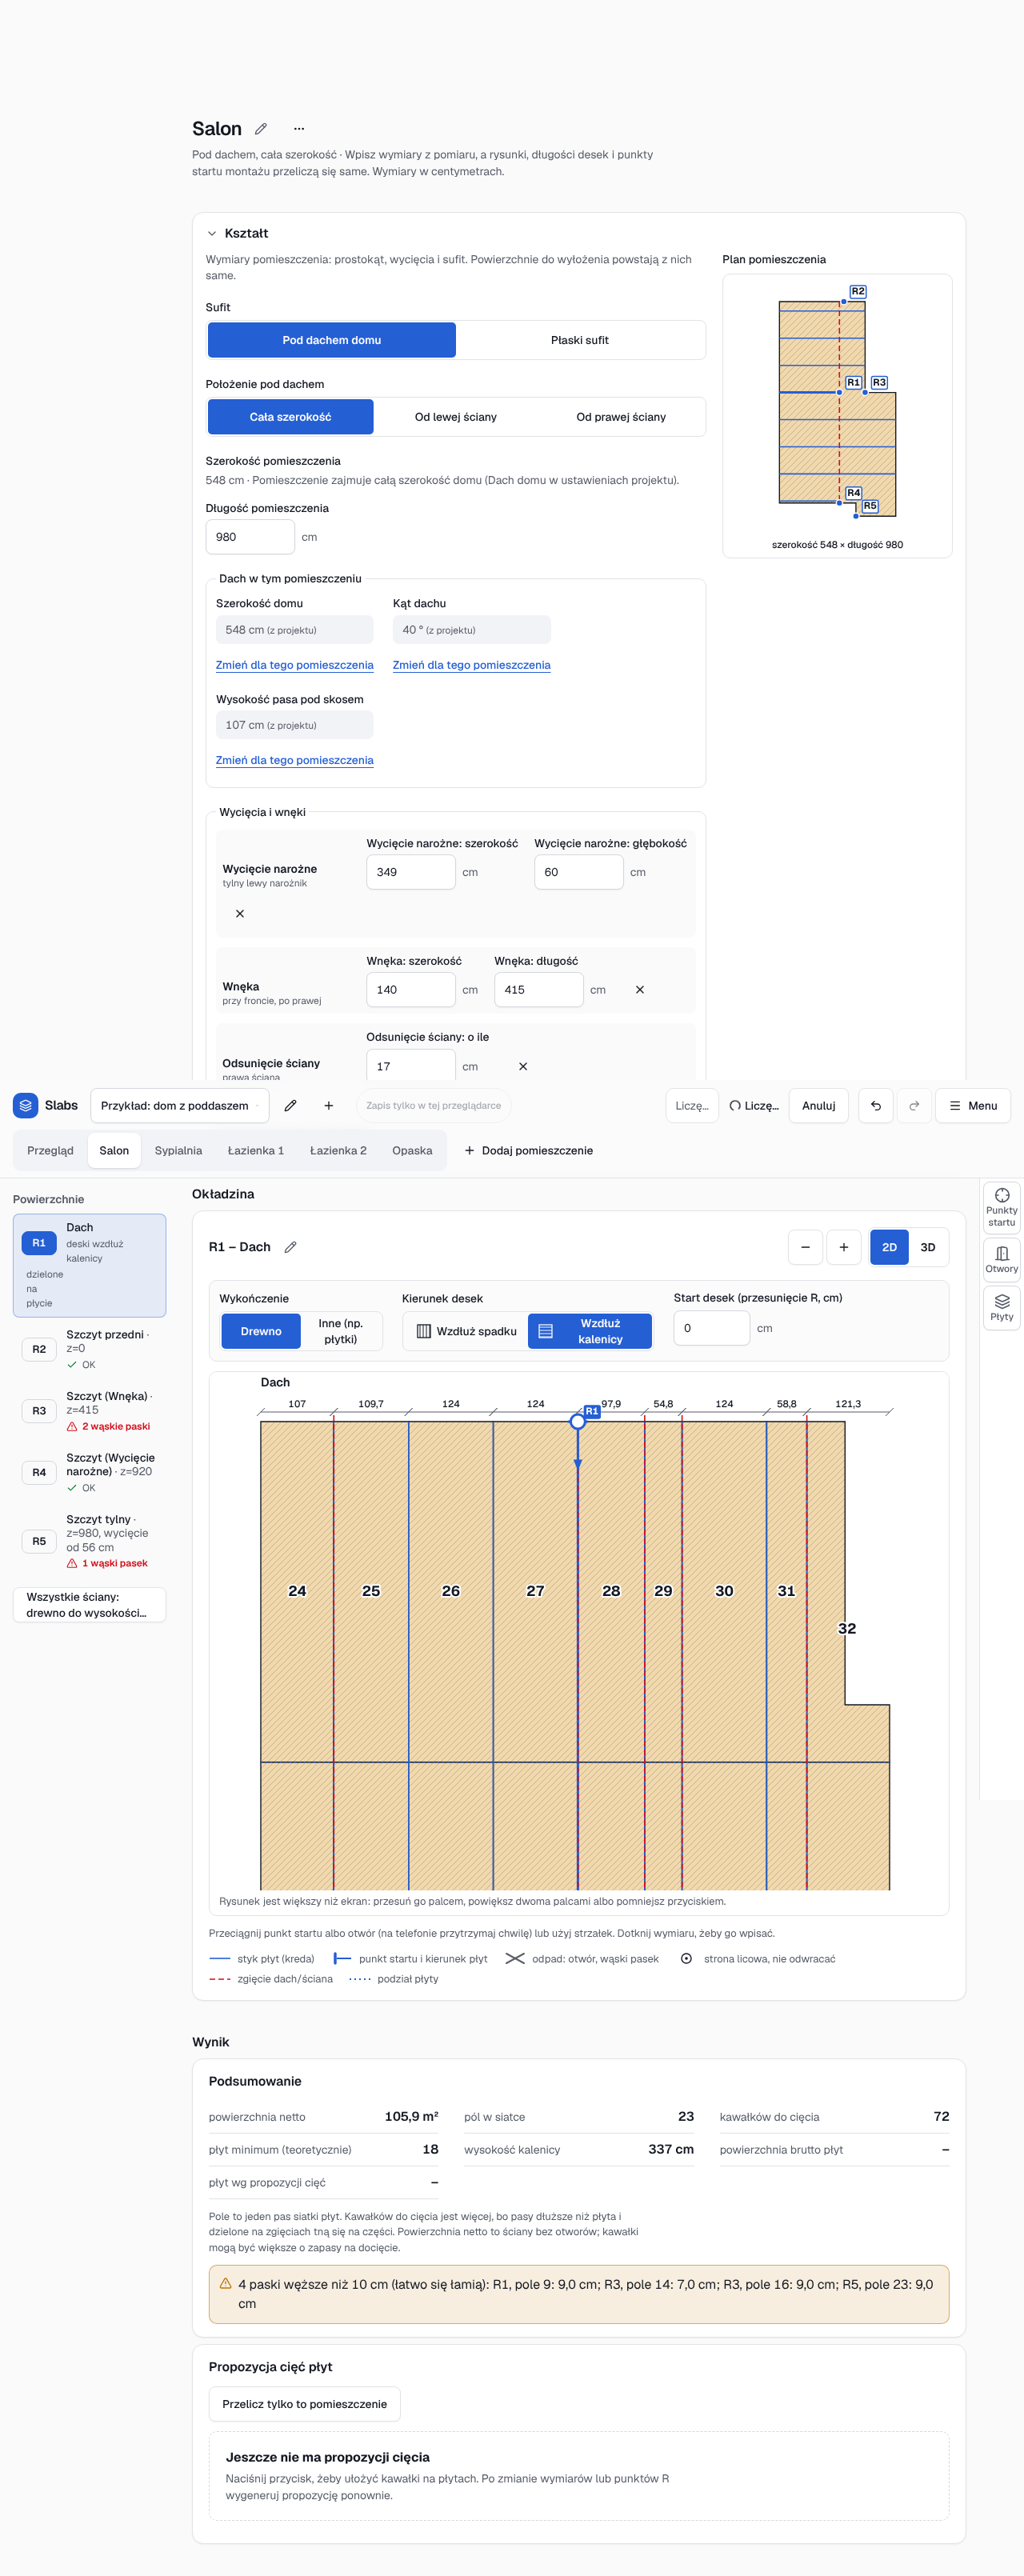 Salon
Pod dachem, cała szerokość · Wpisz wymiary z pomiaru, a rysunki, długości desek i punkty
startu montażu przeliczą się same. Wymiary w centymetrach.
Kształt
Wymiary pomieszczenia: prostokąt, wycięcia i sufit. Powierzchnie do wyłożenia powstają z nich
same.
Sufit
Pod dachem domu
Płaski sufit
Położenie pod dachem
Cała szerokość
Od lewej ściany
Od prawej ściany
Szerokość pomieszczenia
548 cm · Pomieszczenie zajmuje całą szerokość domu (Dach domu w ustawieniach projektu).
Długość pomieszczenia
980 cm
Plan pomieszczenia
R2
R1
R3
R4
R5
szerokość 548 × długość 980
Dach w tym pomieszczeniu
Szerokość domu
Kąt dachu
548 cm (z projektu)
40 ° (z projektu)
Zmień dla tego pomieszczenia
Zmień dla tego pomieszczenia
Wysokość pasa pod skosem
107 cm (z projektu)
Zmień dla tego pomieszczenia
Wycięcia i wnęki
Wycięcie narożne: szerokość
Wycięcie narożne: głębokość
Wycięcie narożne
tylny lewy narożnik
349 cm
60 cm
Wnęka: szerokość
Wnęka: długość
Wnęka
przy froncie, po prawej
140 cm
415 cm
Odsunięcie ściany: o ile
Odsunięcie ściany
prawa ściana
17 cm
Slabs
Przykład: dom z poddaszem
Zapis tylko w tej przeglądarce
Liczę...
Liczę...
Anuluj
Menu
Przegląd
Salon
Sypialnia
Łazienka 1
Łazienka 2
Opaska
Dodaj pomieszczenie
Powierzchnie
R1
Dach
deski wzdłuż
kalenicy
dzielone
na
płycie
R2
Szczyt przedni ·
z=0
OK
R3
Szczyt (Wnęka) ·
z=415
2 wąskie paski
R4
Szczyt (Wycięcie
narożne) · z=920
OK
R5
Szczyt tylny ·
z=980, wycięcie
od 56 cm
1 wąski pasek
Wszystkie ściany:
drewno do wysokości...
Punkty
startu
Otwory
Płyty
Okładzina
R1 – Dach
2D
3D
Wykończenie
Drewno
Inne (np.
płytki)
Kierunek desek
Wzdłuż spadku
Wzdłuż
kalenicy
Start desek (przesunięcie R, cm)
0 cm
Dach
107
109,7
124
124
R1
97,9
54,8
124
58,8
121,3
24
25
26
27
28
29
30
31
32
Rysunek jest większy niż ekran: przesuń go palcem, powiększ dwoma palcami albo pomniejsz przyciskiem.
Przeciągnij punkt startu albo otwór (na telefonie przytrzymaj chwilę) lub użyj strzałek. Dotknij wymiaru, żeby go wpisać.
styk płyt (kreda)
punkt startu i kierunek płyt
odpad: otwór, wąski pasek
strona licowa, nie odwracać
zgięcie dach/ściana
podział płyty
Wynik
Podsumowanie
powierzchnia netto 105,9 m²
pól w siatce 23
kawałków do cięcia 72
płyt minimum (teoretycznie) 18
wysokość kalenicy 337 cm
powierzchnia brutto płyt –
płyt wg propozycji cięć –
Pole to jeden pas siatki płyt. Kawałków do cięcia jest więcej, bo pasy dłuższe niż płyta i
dzielone na zgięciach tną się na części. Powierzchnia netto to ściany bez otworów; kawałki
mogą być większe o zapasy na docięcie.
4 paski węższe niż 10 cm (łatwo się łamią): R1, pole 9: 9,0 cm; R3, pole 14: 7,0 cm; R3, pole 16: 9,0 cm; R5, pole 23: 9,0
cm
Propozycja cięć płyt
Przelicz tylko to pomieszczenie
Jeszcze nie ma propozycji cięcia
Naciśnij przycisk, żeby ułożyć kawałki na płytach. Po zmianie wymiarów lub punktów R
wygeneruj propozycję ponownie.